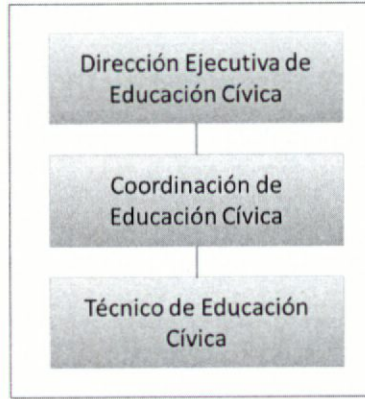 Dirección Ejecutiva de
Educación Cívica
Coordinación de
Educación Cívica
Técnico de Educación
Cívica